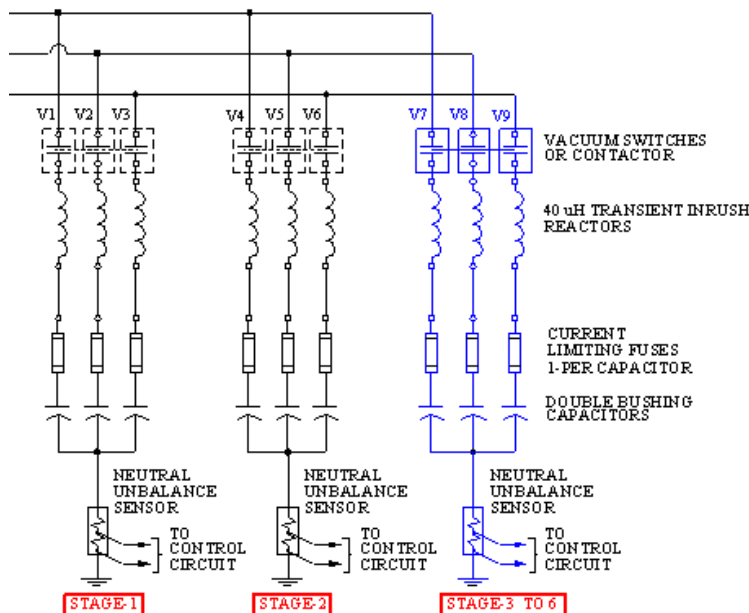 V1 V2 V3 V4 V5 V6 V7 V8 V9
VACUUM SWITCHES
OR CONTACTOR
40 uH TRANSIENT INRUSH
REACTORS
CURRENT
LIMITING FUSES
1-PER CAPACITOR
DOUBLE BUSHING
CAPACITORS
NEUTRAL
UNBALANCE
SENSOR
TO
CONTROL
CIRCUIT
STAGE-1
NEUTRAL
UNBALANCE
SENSOR
TO
CONTROL
CIRCUIT
STAGE-2
NEUTRAL
UNBALANCE
SENSOR
TO
CONTROL
CIRCUIT
STAGE-3 TO 6